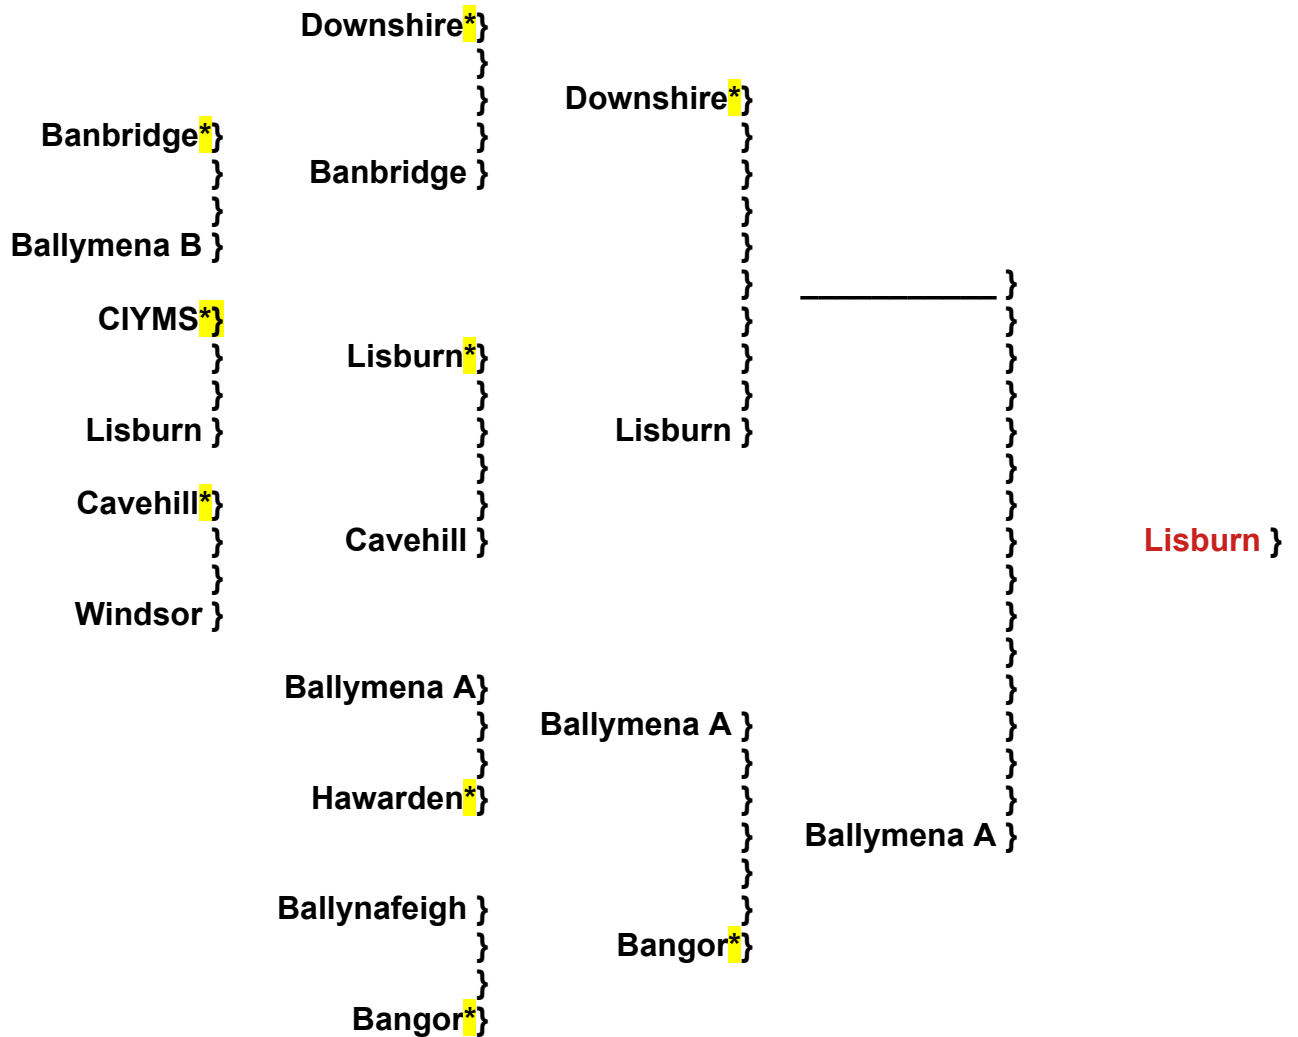 Downshire*}
}
} Downshire*}
Banbridge*} } }
} Banbridge } }
} }
Ballymena B } }
} ___________ }
CIYMS*} } }
} Lisburn*} } }
} } } }
Lisburn } } Lisburn } }
} }
Cavehill*} } }
} Cavehill } } Lisburn }
} }
Windsor } }
}
Ballymena A} }
} Ballymena A } }
} } }
Hawarden*} } }
} Ballymena A }
}
Ballynafeigh } }
} Bangor*}
}
Bangor*}